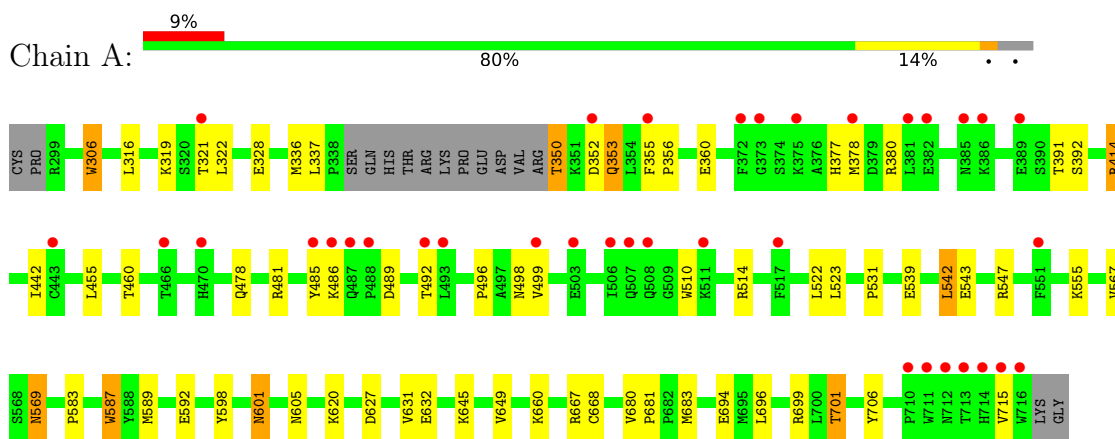 9%
Chain A:
80% 14% • •
CYS PRO R299 W306 L316 K319 S320 T321 L322 E328 M336 L337 P338 SER GLN HIS THR ARG LYS PRO GLU ASP VAL ARG T350 K351 D352 Q353 L354 F355 P356 E360 F372 G373 S374 K375 A376 H377 M378 D379 R380 L381 E382 N385 K386 E389 S390 T391 S392 R414
I442 C443 L455 T460 T466 H470 Q478 R481 Y485 K486 Q487 P488 D489 T492 L493 P496 A497 N498 V499 E503 I506 Q507 Q508 G509 W510 K511 R514 F517 L522 L523 P531 E539 L542 E543 R547 F551 K555
S568 N569 P583 W587 Y588 M589 E592 Y598 N601 N605 K620 D627 V631 E632 K645 V649 K660 R667 C668 V680 P681 P682 M683 E694 M695 L696 R699 L700 T701 Y706 P710 W711 N712 T713 H714 V715 W716 LYS GLY